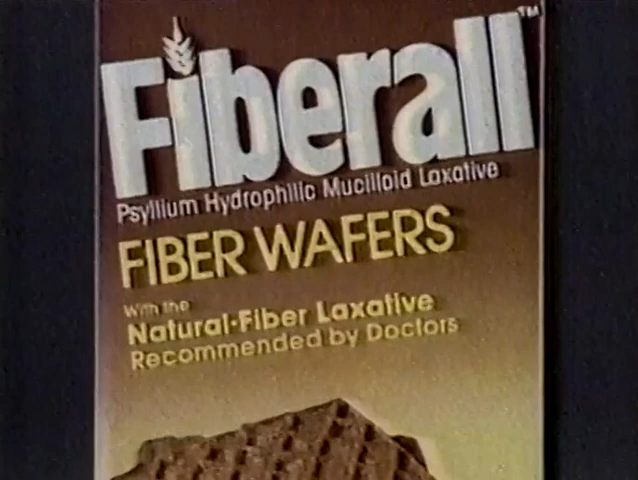 Fiberall™
Psyllium Hydrophilic Mucilloid Laxative
FIBER WAFERS
With the
Natural-Fiber Laxative
Recommended by Doctors